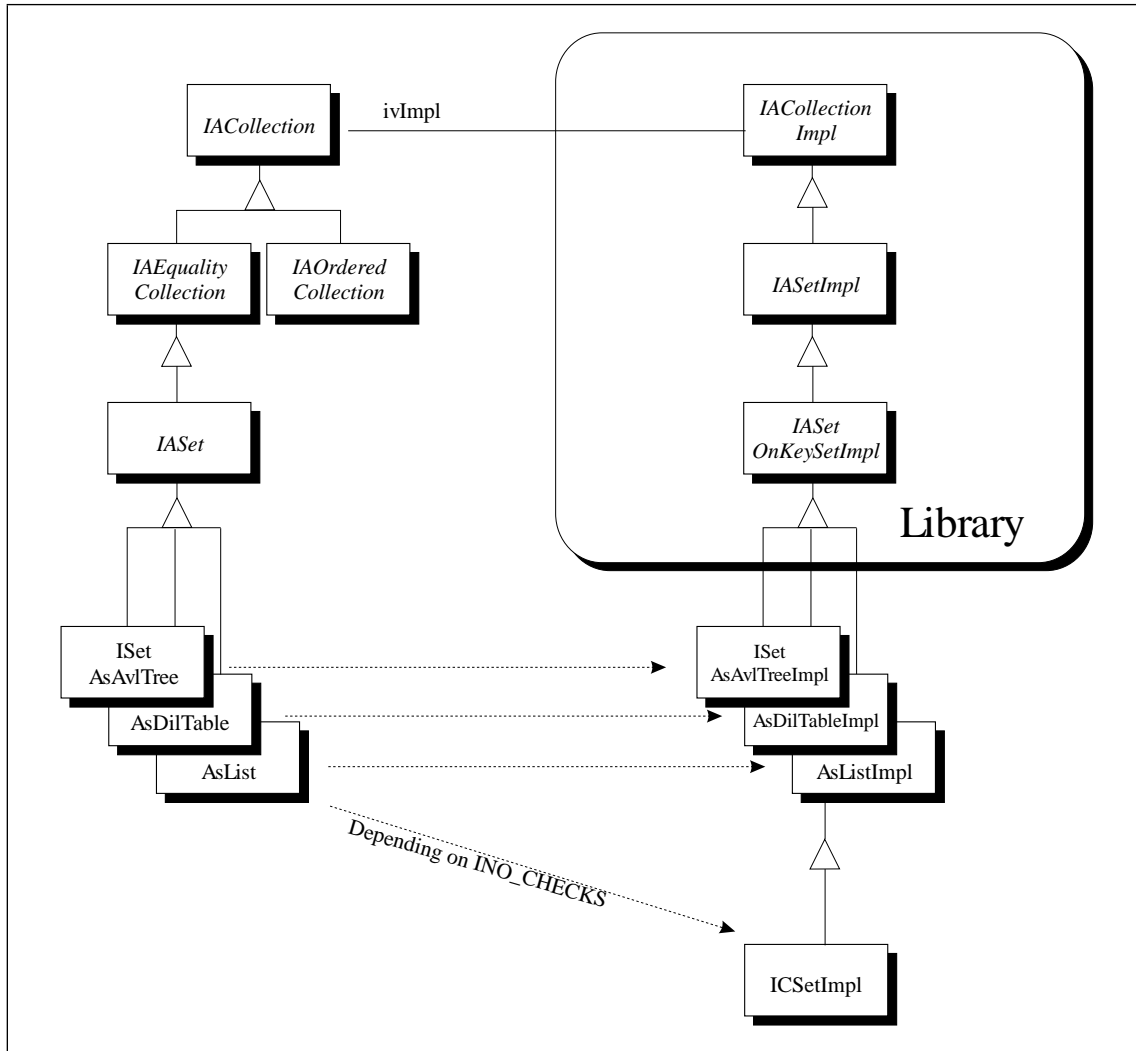 IACollection
ivImpl
IACollection
Impl
IAEquality
Collection
IAOrdered
Collection
IASetImpl
IASet
IASet
OnKeySetImpl
Library
ISet
AsAvlTree
AsDilTable
AsList
ISet
AsAvlTreeImpl
AsDilTableImpl
AsListImpl
Depending on INO_CHECKS
ICSetImpl